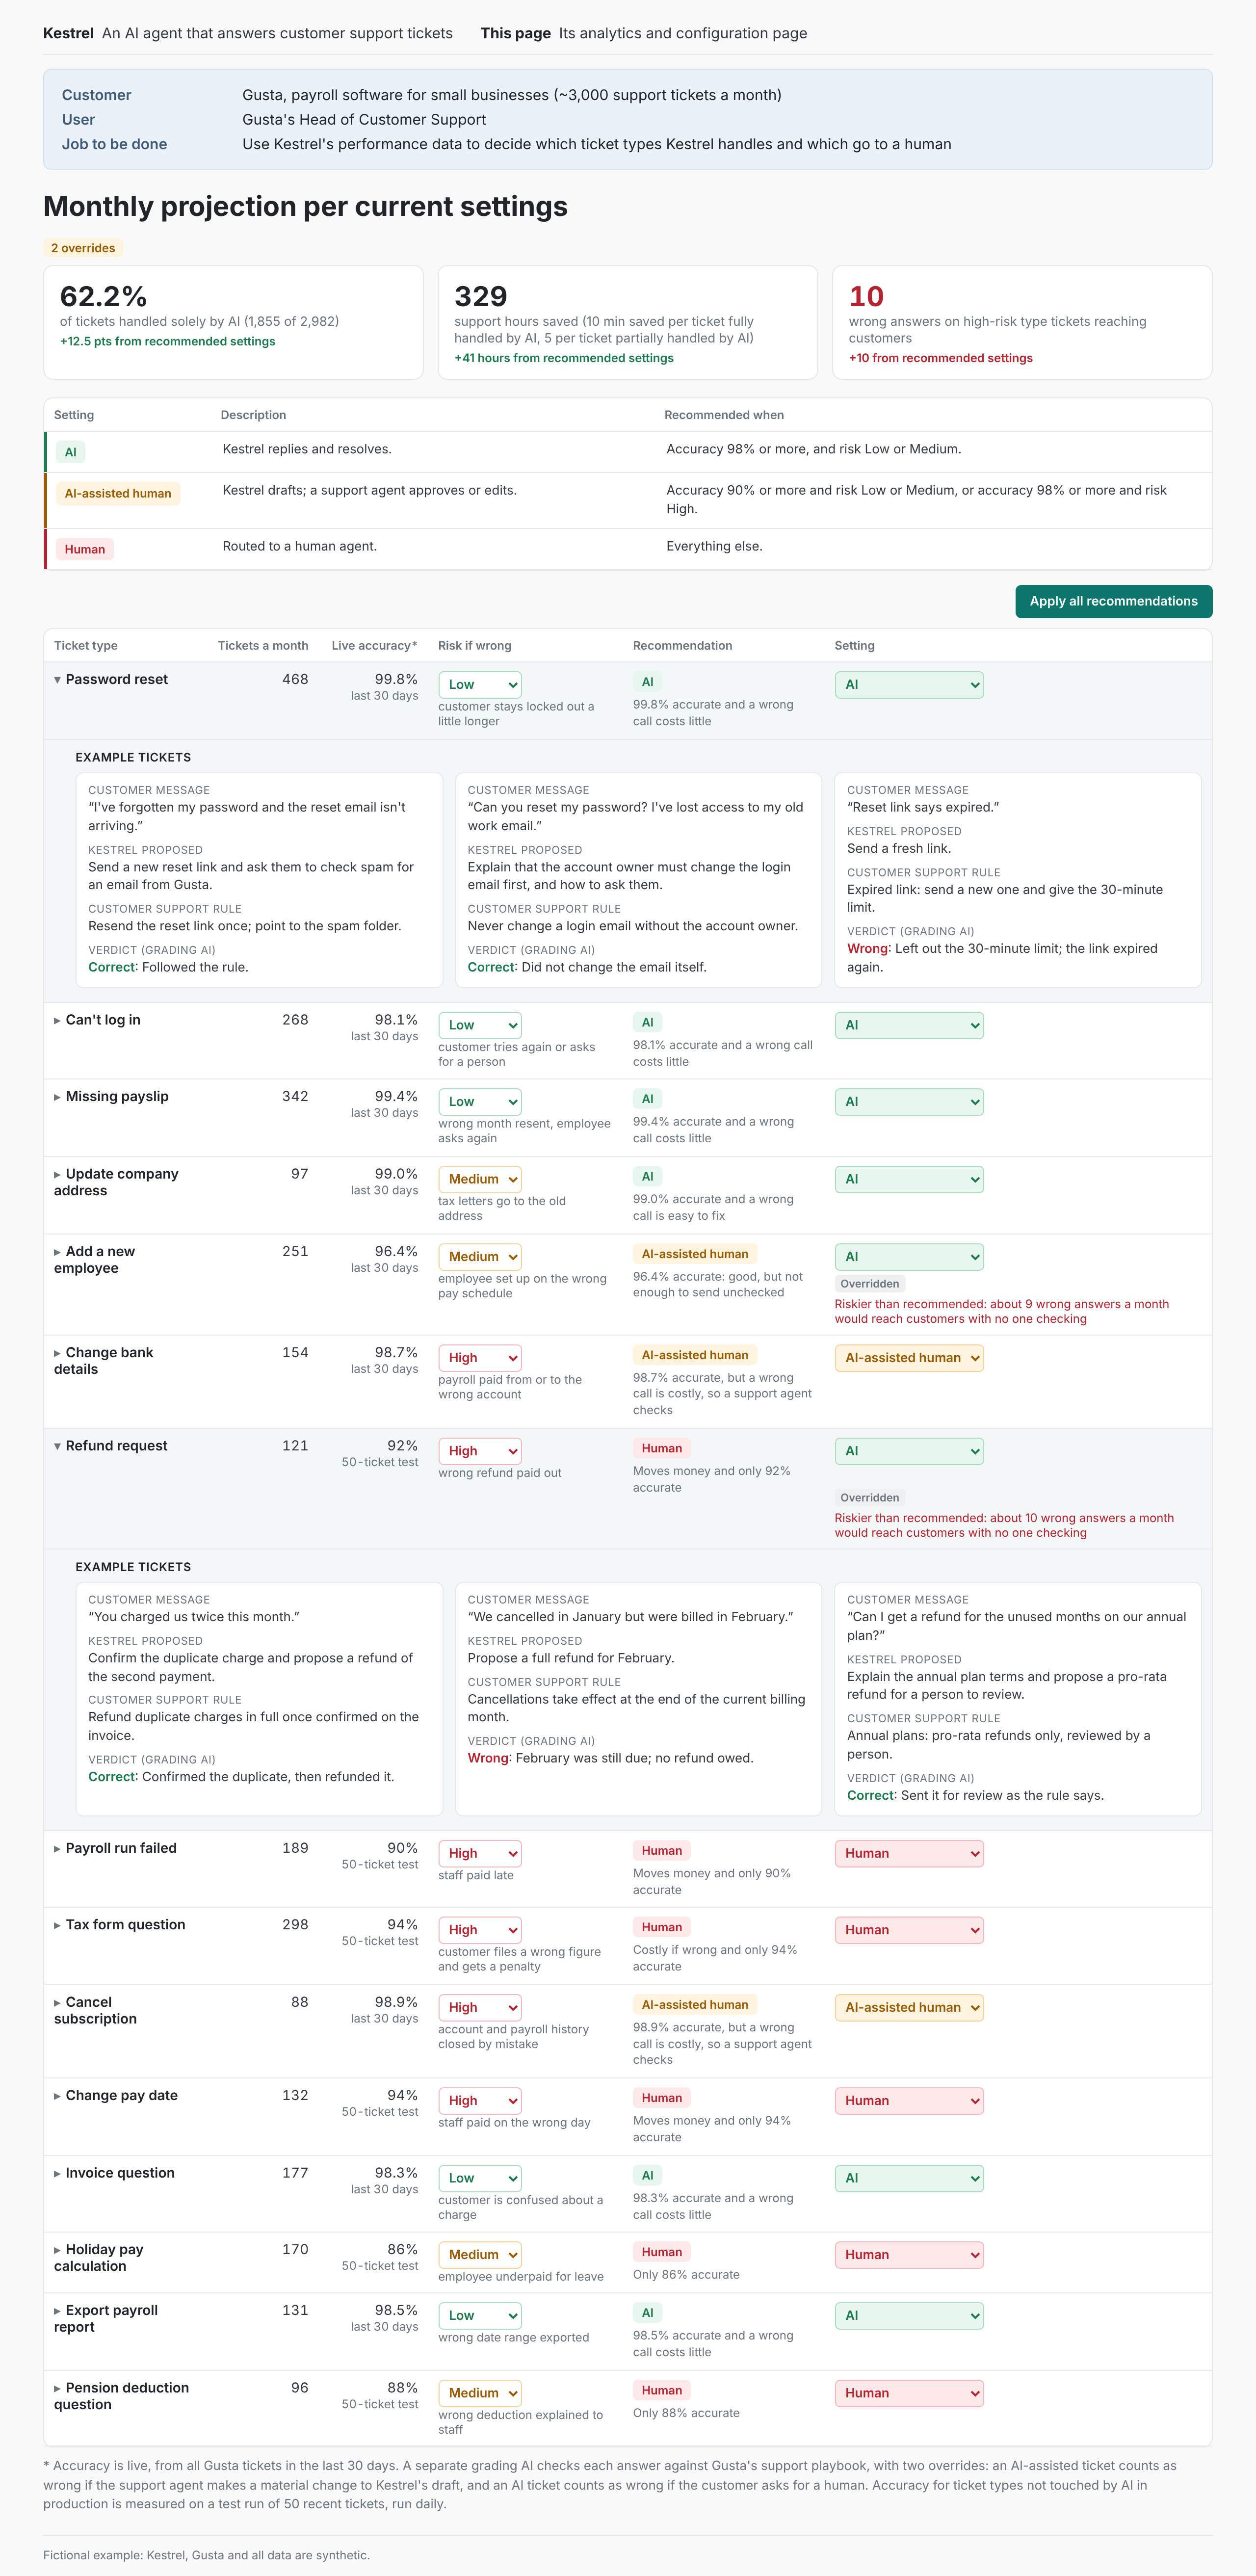 Kestrel An AI agent that answers customer support tickets This page Its analytics and configuration page
Customer Gusta, payroll software for small businesses (~3,000 support tickets a month)
User Gusta's Head of Customer Support
Job to be done Use Kestrel's performance data to decide which ticket types Kestrel handles and which go to a human
Monthly projection per current settings
2 overrides
62.2%
of tickets handled solely by AI (1,855 of 2,982)
+12.5 pts from recommended settings
329
support hours saved (10 min saved per ticket fully
handled by AI, 5 per ticket partially handled by AI)
+41 hours from recommended settings
10
wrong answers on high-risk type tickets reaching
customers
+10 from recommended settings
Setting Description Recommended when
AI Kestrel replies and resolves. Accuracy 98% or more, and risk Low or Medium.
AI-assisted human Kestrel drafts; a support agent approves or edits. Accuracy 90% or more and risk Low or Medium, or accuracy 98% or more and risk
High.
Human Routed to a human agent. Everything else.
Apply all recommendations
Ticket type Tickets a month Live accuracy* Risk if wrong Recommendation Setting
▾ Password reset 468 99.8% Low AI AI
last 30 days
customer stays locked out a
little longer
99.8% accurate and a wrong
call costs little
EXAMPLE TICKETS
CUSTOMER MESSAGE
“I've forgotten my password and the reset email isn't
arriving.”
KESTREL PROPOSED
Send a new reset link and ask them to check spam for
an email from Gusta.
CUSTOMER SUPPORT RULE
Resend the reset link once; point to the spam folder.
VERDICT (GRADING AI)
Correct: Followed the rule.
CUSTOMER MESSAGE
“Can you reset my password? I've lost access to my old
work email.”
KESTREL PROPOSED
Explain that the account owner must change the login
email first, and how to ask them.
CUSTOMER SUPPORT RULE
Never change a login email without the account owner.
VERDICT (GRADING AI)
Correct: Did not change the email itself.
CUSTOMER MESSAGE
“Reset link says expired.”
KESTREL PROPOSED
Send a fresh link.
CUSTOMER SUPPORT RULE
Expired link: send a new one and give the 30-minute
limit.
VERDICT (GRADING AI)
Wrong: Left out the 30-minute limit; the link expired
again.
▸ Can't log in 268 98.1% Low AI AI
last 30 days
customer tries again or asks
for a person
98.1% accurate and a wrong call
costs little
▸ Missing payslip 342 99.4% Low AI AI
last 30 days
wrong month resent, employee
asks again
99.4% accurate and a wrong
call costs little
▸ Update company
address
97 99.0% Medium AI AI
last 30 days
tax letters go to the old
address
99.0% accurate and a wrong
call is easy to fix
▸ Add a new
employee
251 96.4% Medium AI-assisted human AI
last 30 days
employee set up on the wrong
pay schedule
96.4% accurate: good, but not
enough to send unchecked
Overridden
Riskier than recommended: about 9 wrong answers a month
would reach customers with no one checking
▸ Change bank
details
154 98.7% High AI-assisted human AI-assisted human
last 30 days
payroll paid from or to the
wrong account
98.7% accurate, but a wrong
call is costly, so a support agent
checks
▾ Refund request 121 92% High Human AI
50-ticket test
wrong refund paid out
Moves money and only 92%
accurate
Overridden
Riskier than recommended: about 10 wrong answers a month
would reach customers with no one checking
EXAMPLE TICKETS
CUSTOMER MESSAGE
“You charged us twice this month.”
KESTREL PROPOSED
Confirm the duplicate charge and propose a refund of
the second payment.
CUSTOMER SUPPORT RULE
Refund duplicate charges in full once confirmed on the
invoice.
VERDICT (GRADING AI)
Correct: Confirmed the duplicate, then refunded it.
CUSTOMER MESSAGE
“We cancelled in January but were billed in February.”
KESTREL PROPOSED
Propose a full refund for February.
CUSTOMER SUPPORT RULE
Cancellations take effect at the end of the current billing
month.
VERDICT (GRADING AI)
Wrong: February was still due; no refund owed.
CUSTOMER MESSAGE
“Can I get a refund for the unused months on our annual
plan?”
KESTREL PROPOSED
Explain the annual plan terms and propose a pro-rata
refund for a person to review.
CUSTOMER SUPPORT RULE
Annual plans: pro-rata refunds only, reviewed by a
person.
VERDICT (GRADING AI)
Correct: Sent it for review as the rule says.
▸ Payroll run failed 189 90% High Human Human
50-ticket test
staff paid late
Moves money and only 90%
accurate
▸ Tax form question 298 94% High Human Human
50-ticket test
customer files a wrong figure
and gets a penalty
Costly if wrong and only 94%
accurate
▸ Cancel
subscription
88 98.9% High AI-assisted human AI-assisted human
last 30 days
account and payroll history
closed by mistake
98.9% accurate, but a wrong
call is costly, so a support agent
checks
▸ Change pay date 132 94% High Human Human
50-ticket test
staff paid on the wrong day
Moves money and only 94%
accurate
▸ Invoice question 177 98.3% Low AI AI
last 30 days
customer is confused about a
charge
98.3% accurate and a wrong
call costs little
▸ Holiday pay
calculation
170 86% Medium Human Human
50-ticket test
employee underpaid for leave
Only 86% accurate
▸ Export payroll
report
131 98.5% Low AI AI
last 30 days
wrong date range exported
98.5% accurate and a wrong
call costs little
▸ Pension deduction
question
96 88% Medium Human Human
50-ticket test
wrong deduction explained to
staff
Only 88% accurate
* Accuracy is live, from all Gusta tickets in the last 30 days. A separate grading AI checks each answer against Gusta's support playbook, with two overrides: an AI-assisted ticket counts as
wrong if the support agent makes a material change to Kestrel's draft, and an AI ticket counts as wrong if the customer asks for a human. Accuracy for ticket types not touched by AI in
production is measured on a test run of 50 recent tickets, run daily.
Fictional example: Kestrel, Gusta and all data are synthetic.